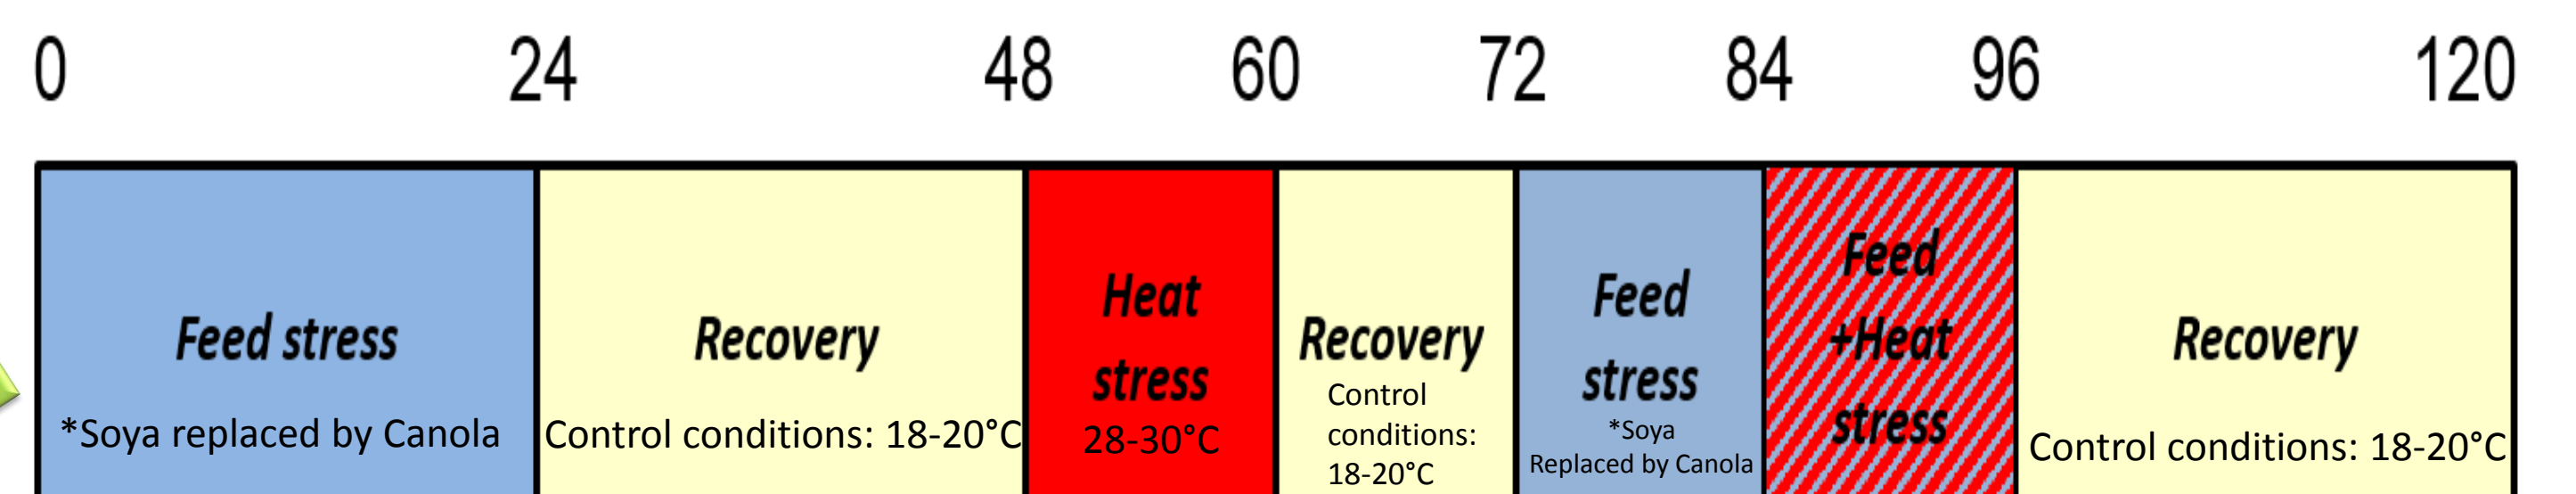 0 24 48 60 72 84 96 120
Feed stress
*Soya replaced by Canola
Recovery
Control conditions: 18-20°C
Heat
stress
28-30°C
Recovery
Control
conditions:
18-20°C
Feed
stress
*Soya
Replaced by Canola
Feed
+Heat
stress
Recovery
Control conditions: 18-20°C